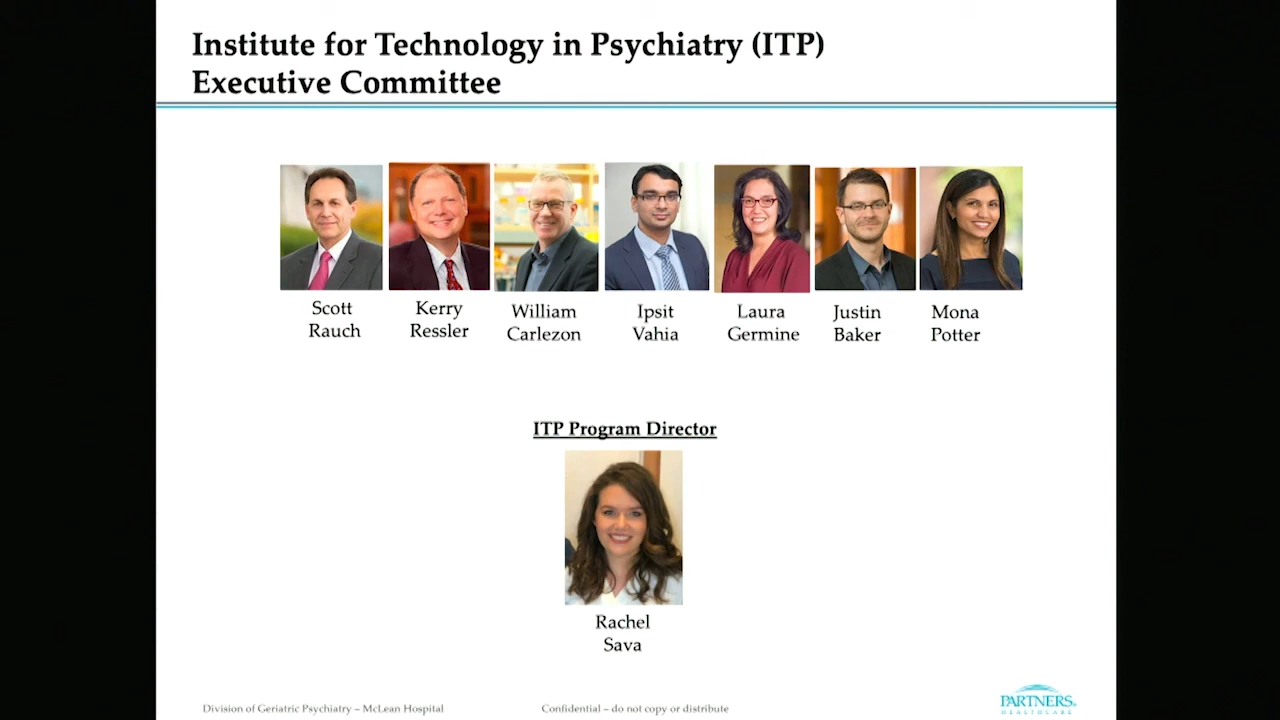 Institute for Technology in Psychiatry (ITP)
Executive Committee
Scott
Rauch
Kerry
Ressler
William
Carlezon
Ipsit
Vahia
Laura
Germine
Justin
Baker
Mona
Potter
ITP Program Director
Rachel
Sava
Division of Geriatric Psychiatry – McLean Hospital
Confidential – do not copy or distribute
PARTNERS.
HEALTHCARE